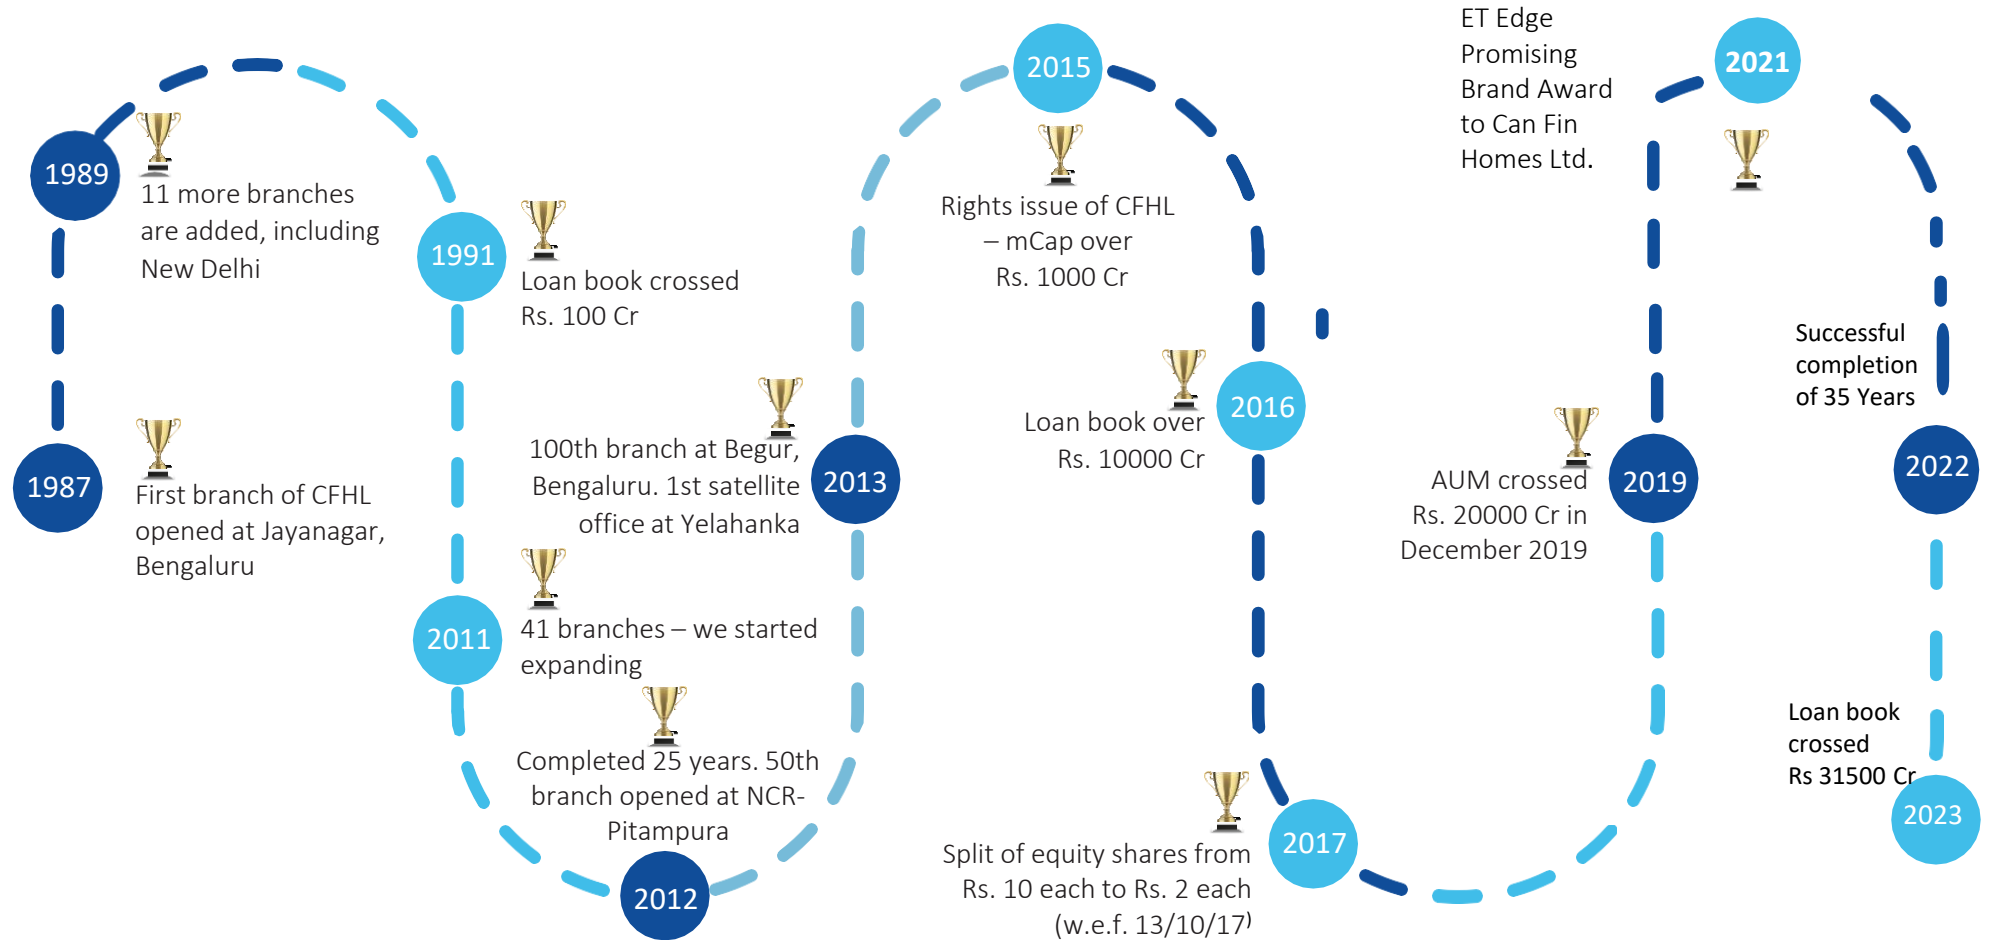 1987
First branch of CFHL
opened at Jayanagar,
Bengaluru
1989
11 more branches
are added, including
New Delhi
1991
Loan book crossed
Rs. 100 Cr
2011
41 branches – we started
expanding
Completed 25 years. 50th
branch opened at NCR-
Pitampura
2012
100th branch at Begur,
Bengaluru. 1st satellite
office at Yelahanka
2013
2015
Rights issue of CFHL
– mCap over
Rs. 1000 Cr
Loan book over
Rs. 10000 Cr
2016
Split of equity shares from
Rs. 10 each to Rs. 2 each
(w.e.f. 13/10/17)
2017
AUM crossed
Rs. 20000 Cr in
December 2019
2019
ET Edge
Promising
Brand Award
to Can Fin
Homes Ltd.
2021
Successful
completion
of 35 Years
2022
Loan book
crossed
Rs 31500 Cr
2023